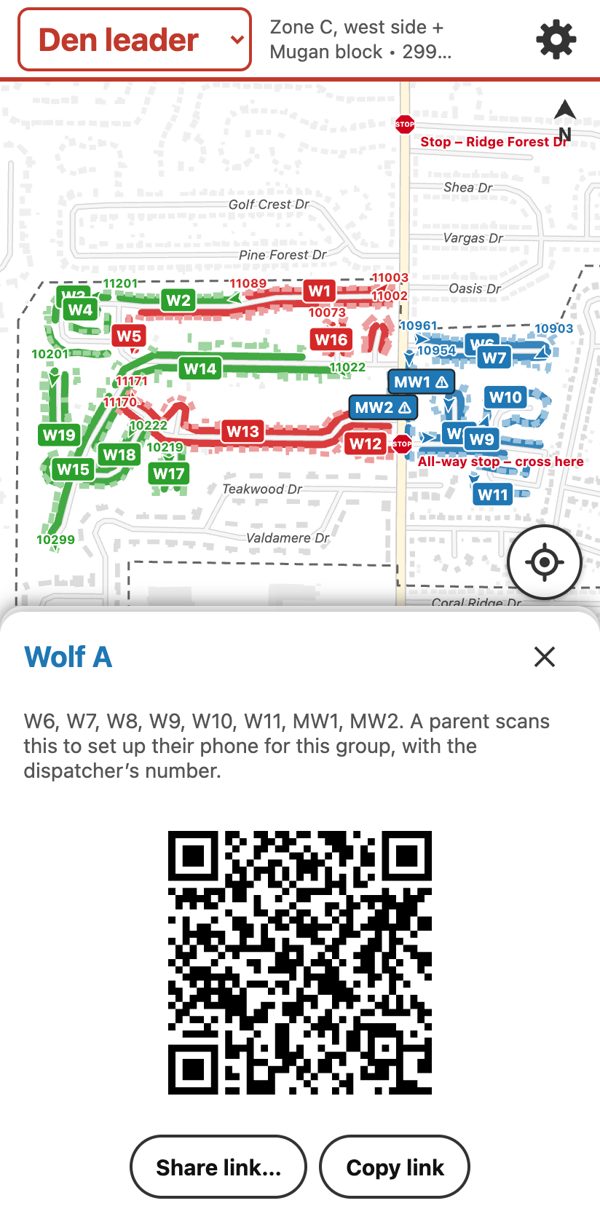 Den leader
Zone C, west side +
Mugan block • 299...
N
STOP
Stop – Ridge Forest Dr
Shea Dr
Golf Crest Dr
Vargas Dr
Pine Forest Dr
Oasis Dr
11201
11089
11003
W1
11002
W2
W4
10073
10961
10903
W5
W16
10954
W7
10201
W14
11022
11171
MW1 ⚠
11170
MW2 ⚠
W10
10222
W13
W19
W12
STOP
W9
10219
W18
All-way stop – cross here
W15
W17
Teakwood Dr
W11
10299
Valdamere Dr
Coral Ridge Dr
Wolf A
W6, W7, W8, W9, W10, W11, MW1, MW2. A parent scans
this to set up their phone for this group, with the
dispatcher’s number.
Share link...
Copy link